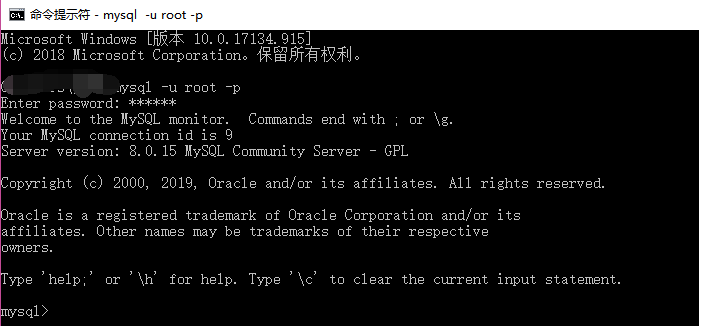 命令提示符 - mysql -u root -p
Microsoft Windows [版本 10.0.17134.915]
(c) 2018 Microsoft Corporation。保留所有权利。
mysql -u root -p
Enter password: ******
Welcome to the MySQL monitor.  Commands end with ; or \g.
Your MySQL connection id is 9
Server version: 8.0.15 MySQL Community Server - GPL
Copyright (c) 2000, 2019, Oracle and/or its affiliates. All rights reserved.
Oracle is a registered trademark of Oracle Corporation and/or its
affiliates. Other names may be trademarks of their respective
owners.
Type 'help;' or '\h' for help. Type '\c' to clear the current input statement.
mysql>